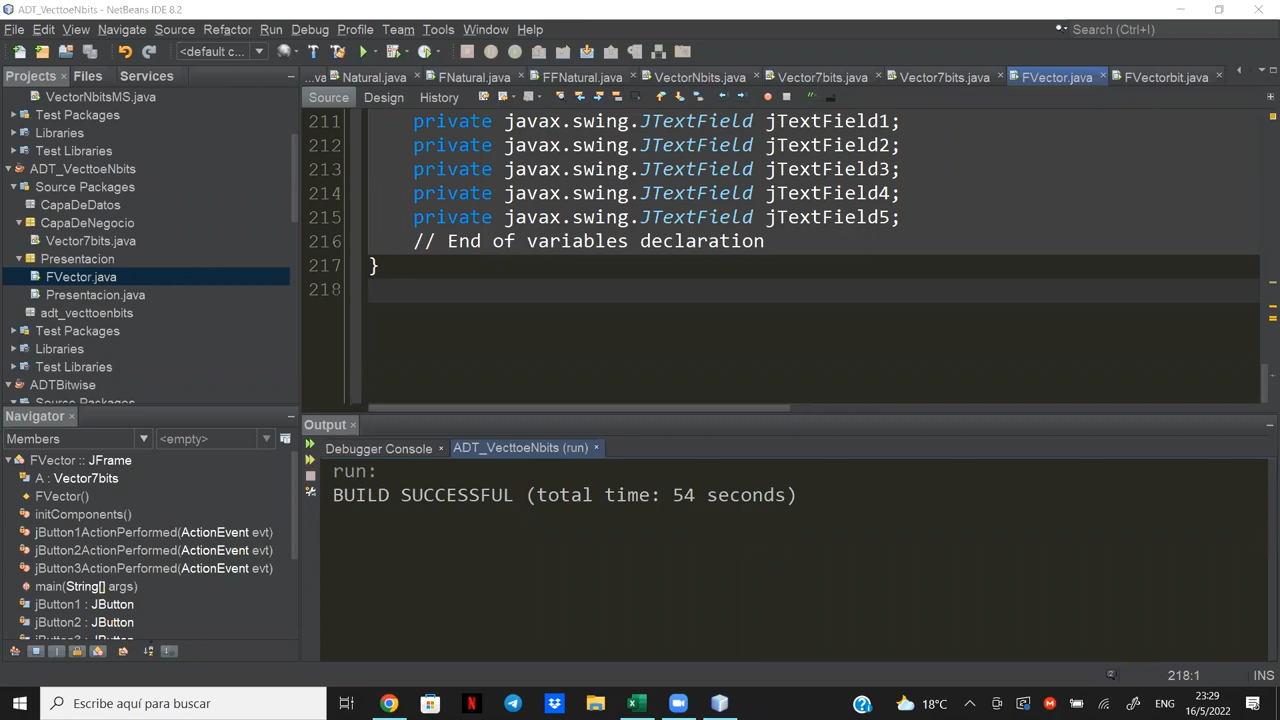 ADT_VecttoeNbits - NetBeans IDE 8.2
File Edit View Navigate Source Refactor Run Debug Profile Team Tools Window Help
Search (Ctrl+I)
<default c...
Projects Files Services
...va Natural.java FNatural.java FFNatural.java VectorNbits.java Vector7bits.java Vector7bits.java FVector.java FVectorbit.java
Source Design History
VectorNbitsMS.java
Test Packages
Libraries
Test Libraries
ADT_VecttoeNbits
Source Packages
CapaDeDatos
CapaDeNegocio
Vector7bits.java
Presentacion
FVector.java
Presentacion.java
adt_vecttoenbits
Test Packages
Libraries
Test Libraries
ADTBitwise
Source Packages
211 private javax.swing.JTextField jTextField1;
212 private javax.swing.JTextField jTextField2;
213 private javax.swing.JTextField jTextField3;
214 private javax.swing.JTextField jTextField4;
215 private javax.swing.JTextField jTextField5;
216 // End of variables declaration
217 }
218
Navigator
Members <empty>
FVector :: JFrame
A : Vector7bits
FVector()
initComponents()
jButton1ActionPerformed(ActionEvent evt)
jButton2ActionPerformed(ActionEvent evt)
jButton3ActionPerformed(ActionEvent evt)
main(String[] args)
jButton1 : JButton
jButton2 : JButton
jButton3 : JButton
Output
Debugger Console ADT_VecttoeNbits (run)
run:
BUILD SUCCESSFUL (total time: 54 seconds)
218:1 INS
Escribe aquí para buscar
18°C
ENG
23:29
16/5/2022